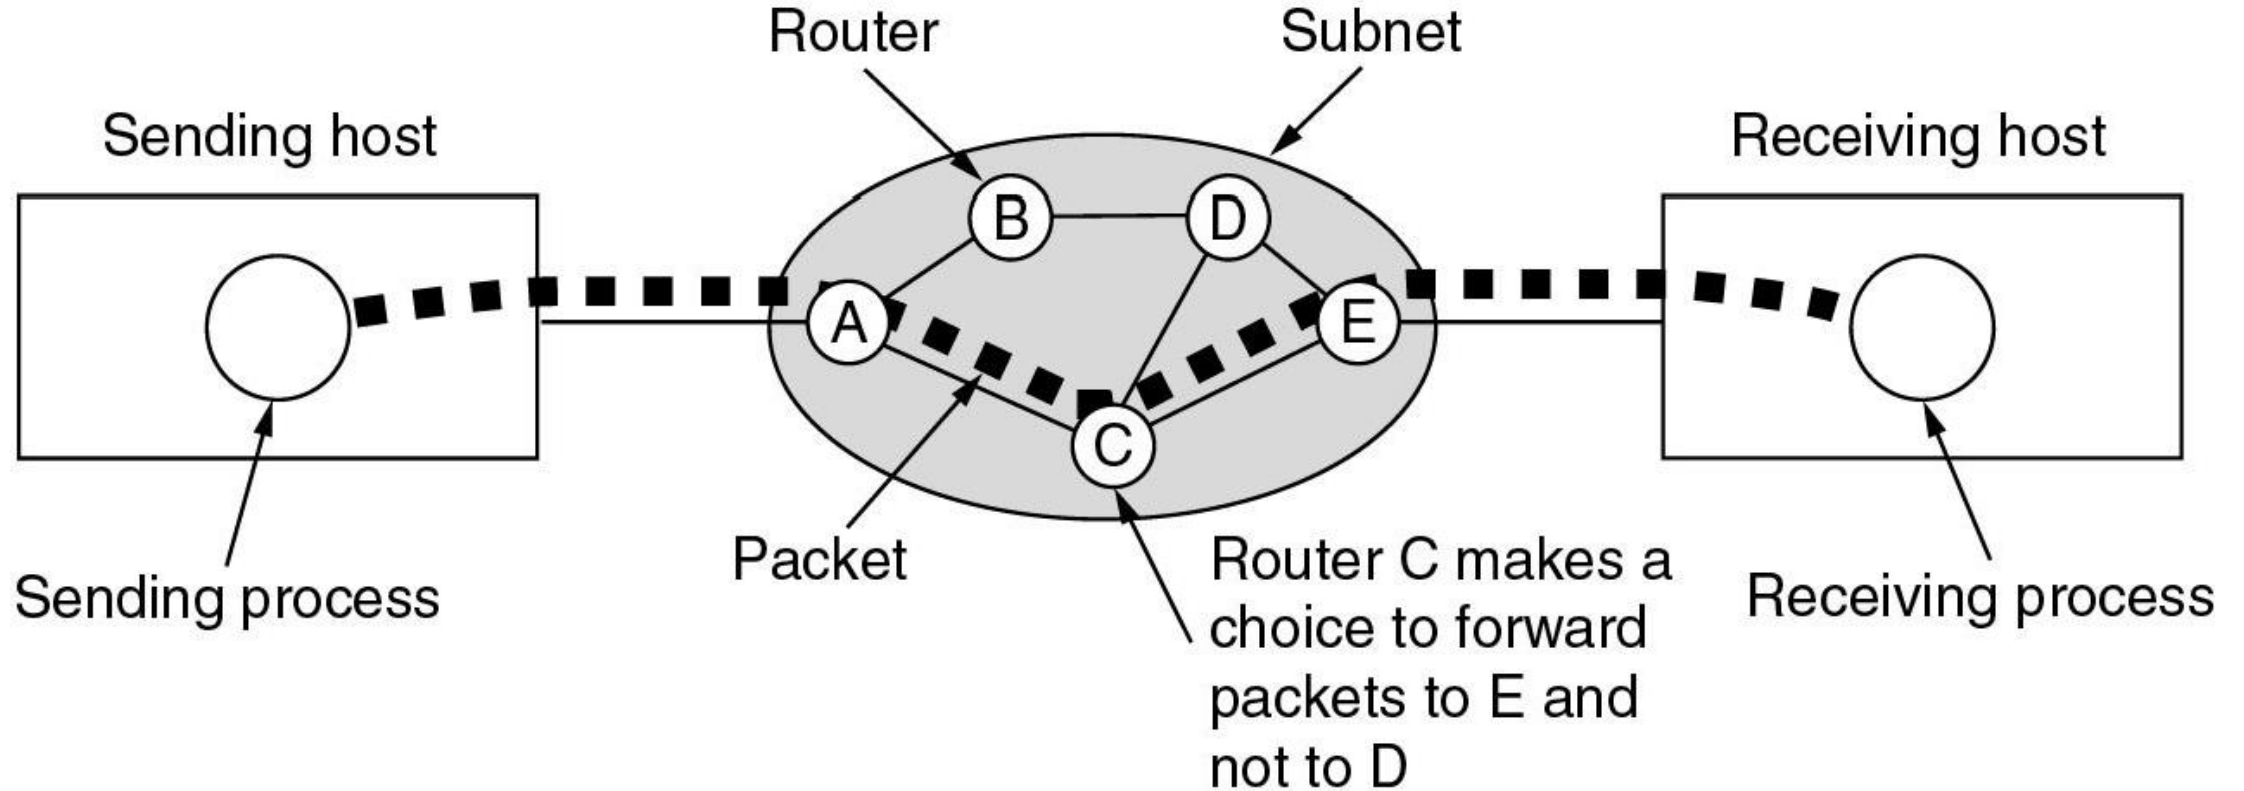 Router
Subnet
Sending host
Receiving host
B
D
A
E
C
Packet
Router C makes a
choice to forward
packets to E and
not to D
Sending process
Receiving process